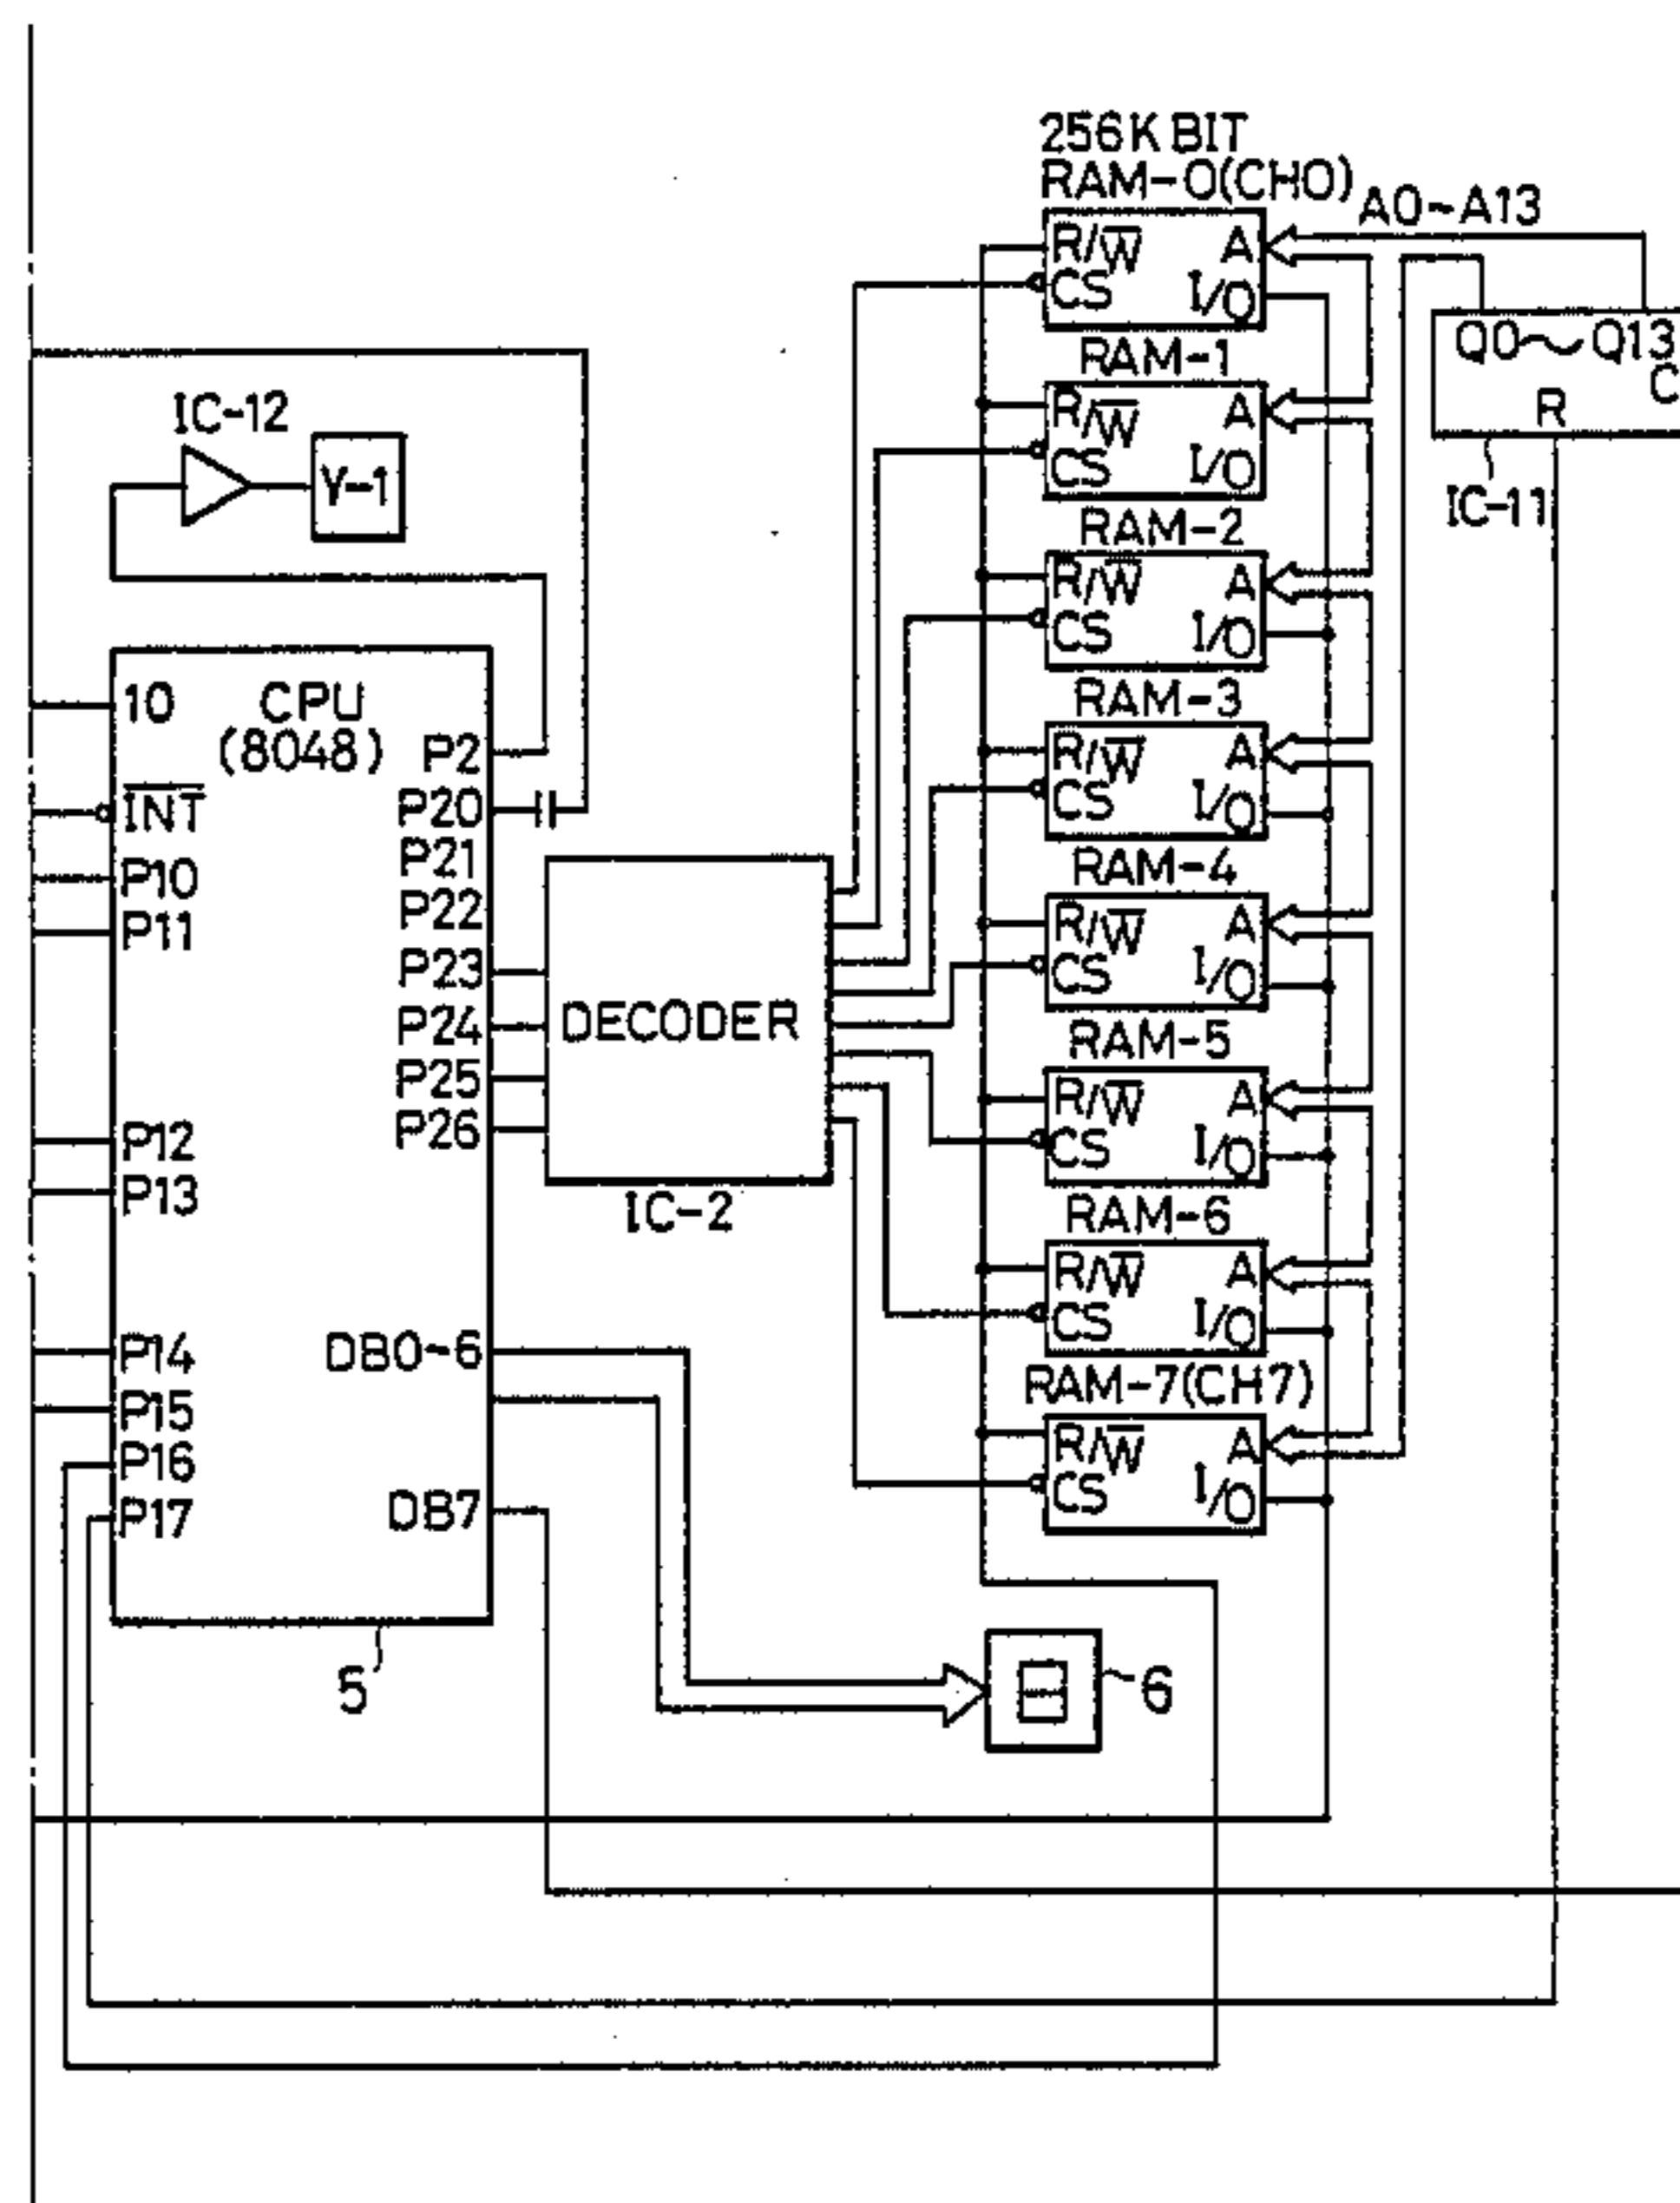 256K BIT
RAM-0(CH0)
A0~A13
R/W A
CS I/O
Q0~Q13
C
R
IC-11
RAM-1
R/W A
CS I/O
IC-12
V-1
RAM-2
R/W A
CS I/O
RAM-3
R/W A
CS I/O
RAM-4
R/W A
CS I/O
RAM-5
R/W A
CS I/O
RAM-6
R/W A
CS I/O
RAM-7(CH7)
R/W A
CS I/O
CPU
(8048)
10
INT
P10
P11
P12
P13
P14
P15
P16
P17
P2
P20
P21
P22
P23
P24
P25
P26
DB0~6
DB7
DECODER
IC-2
5
6